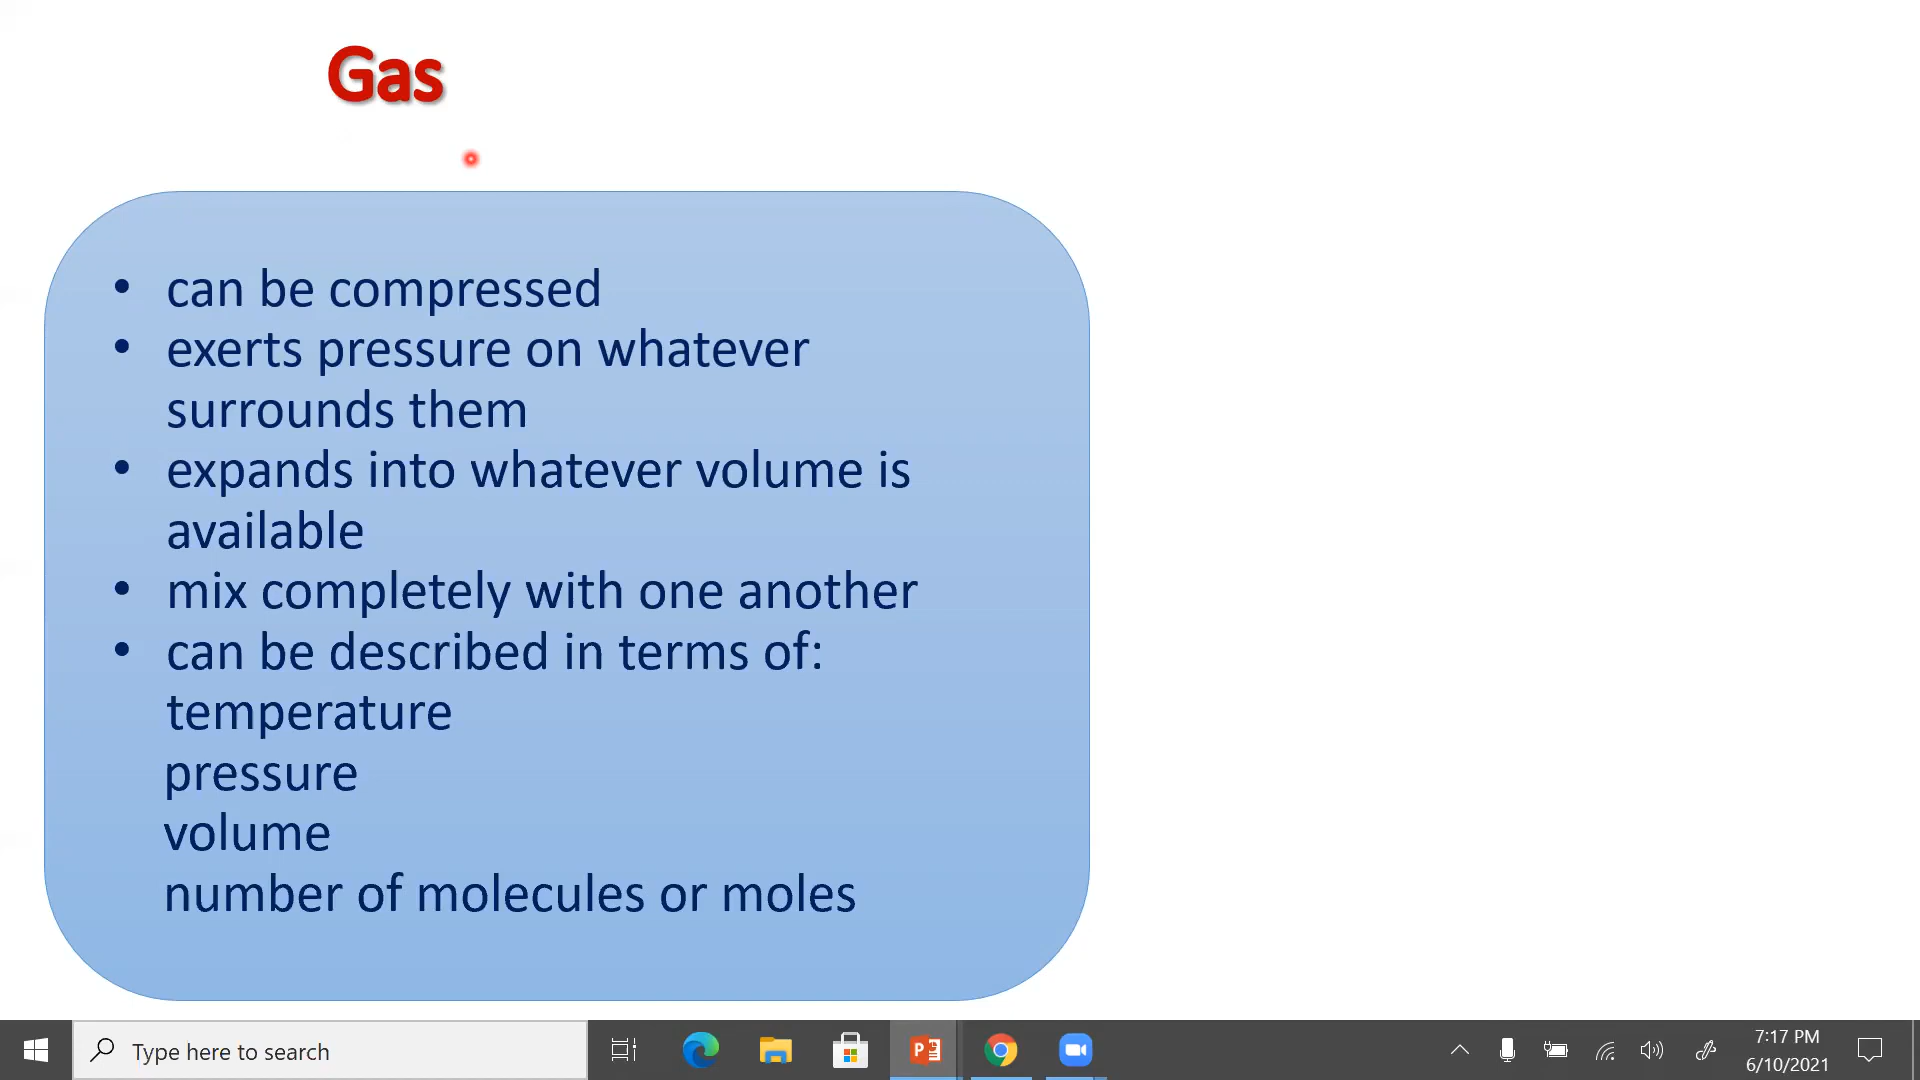 Gas
• can be compressed
• exerts pressure on whatever
surrounds them
• expands into whatever volume is
available
• mix completely with one another
• can be described in terms of:
temperature
pressure
volume
number of molecules or moles
Type here to search
7:17 PM
6/10/2021